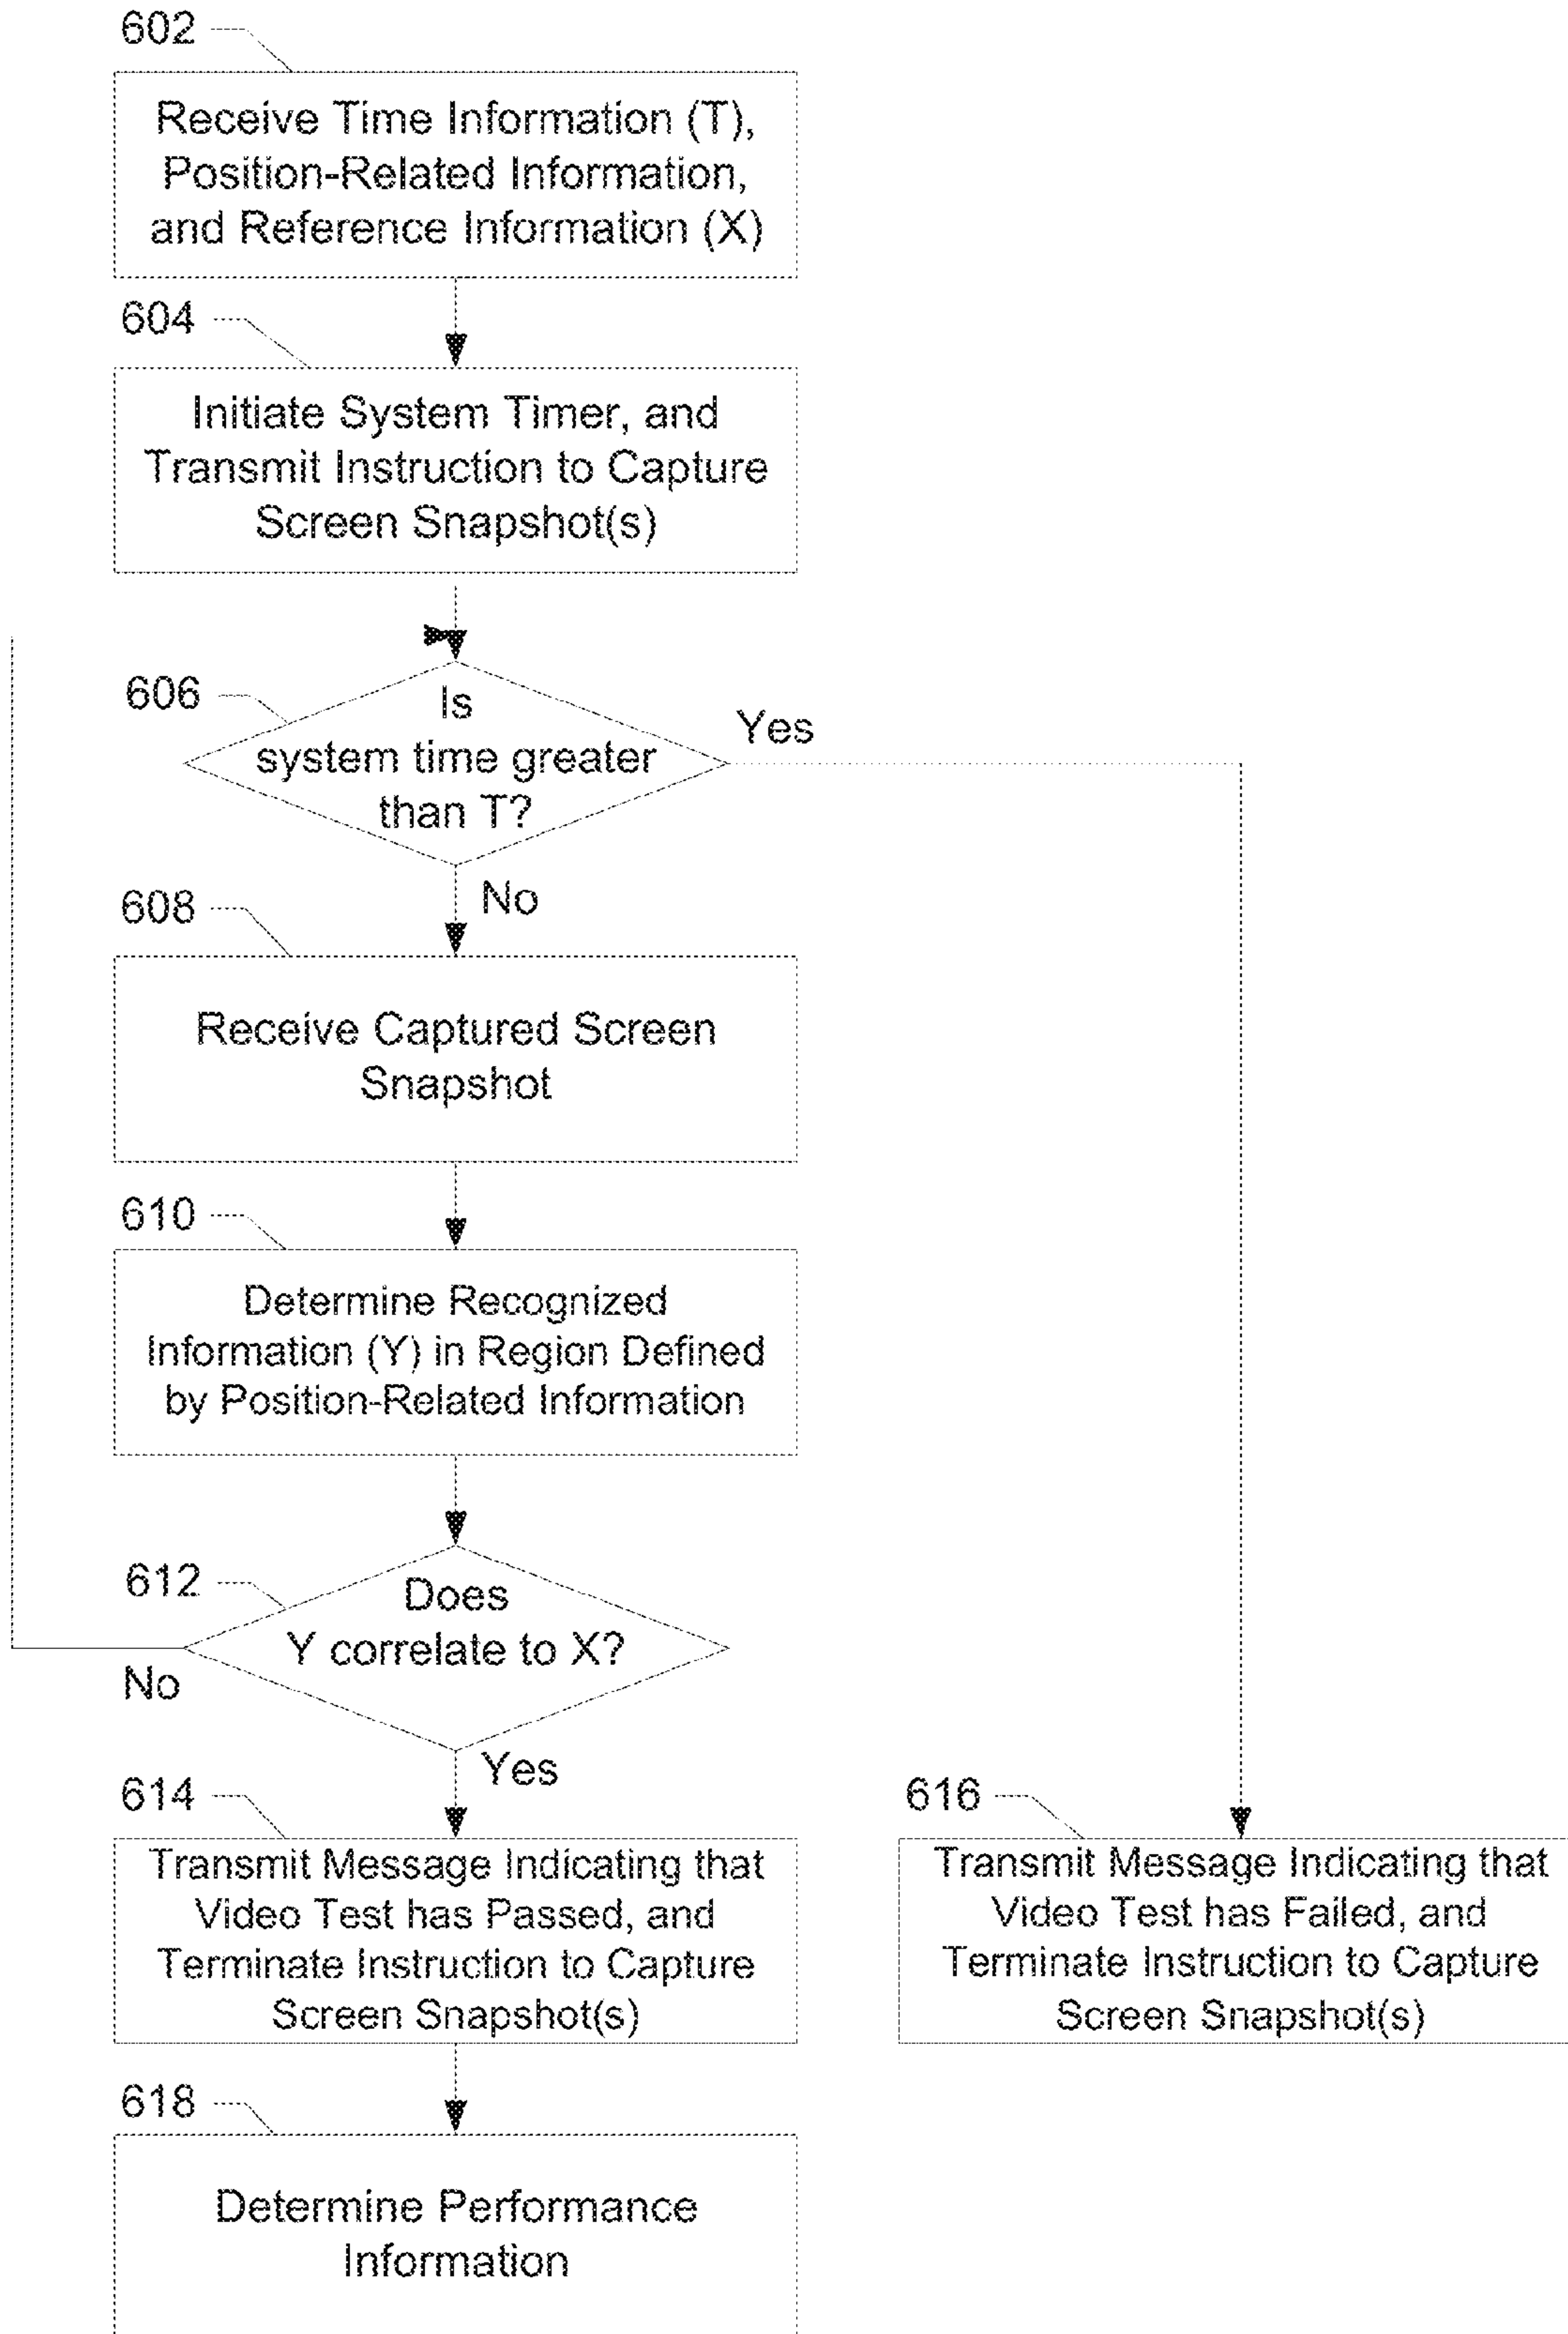 602
Receive Time Information (T),
Position-Related Information,
and Reference Information (X)
604
Initiate System Timer, and
Transmit Instruction to Capture
Screen Snapshot(s)
606
Is
system time greater
than T?
Yes
No
608
Receive Captured Screen
Snapshot
610
Determine Recognized
Information (Y) in Region Defined
by Position-Related Information
612
Does
Y correlate to X?
No
Yes
614
Transmit Message Indicating that
Video Test has Passed, and
Terminate Instruction to Capture
Screen Snapshot(s)
616
Transmit Message Indicating that
Video Test has Failed, and
Terminate Instruction to Capture
Screen Snapshot(s)
618
Determine Performance
Information